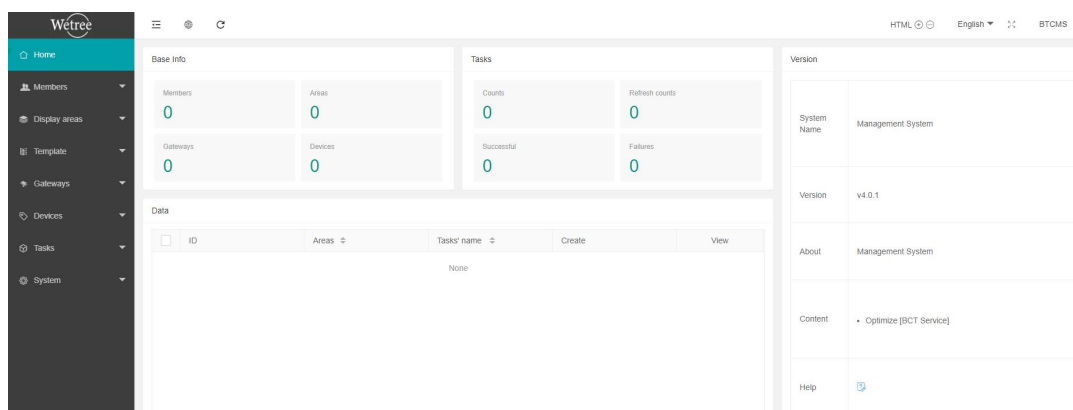 Wetree
HTML
English
BTCMS
Home
Members
Display areas
Template
Gateways
Devices
Tasks
System
Base Info
Members
0
Areas
0
Gateways
0
Devices
0
Tasks
Counts
0
Refresh counts
0
Successful
0
Failures
0
Data
ID Areas Tasks' name Create View
None
Version
System Name Management System
Version v4.0.1
About Management System
Content • Optimize [BCT Service]
Help